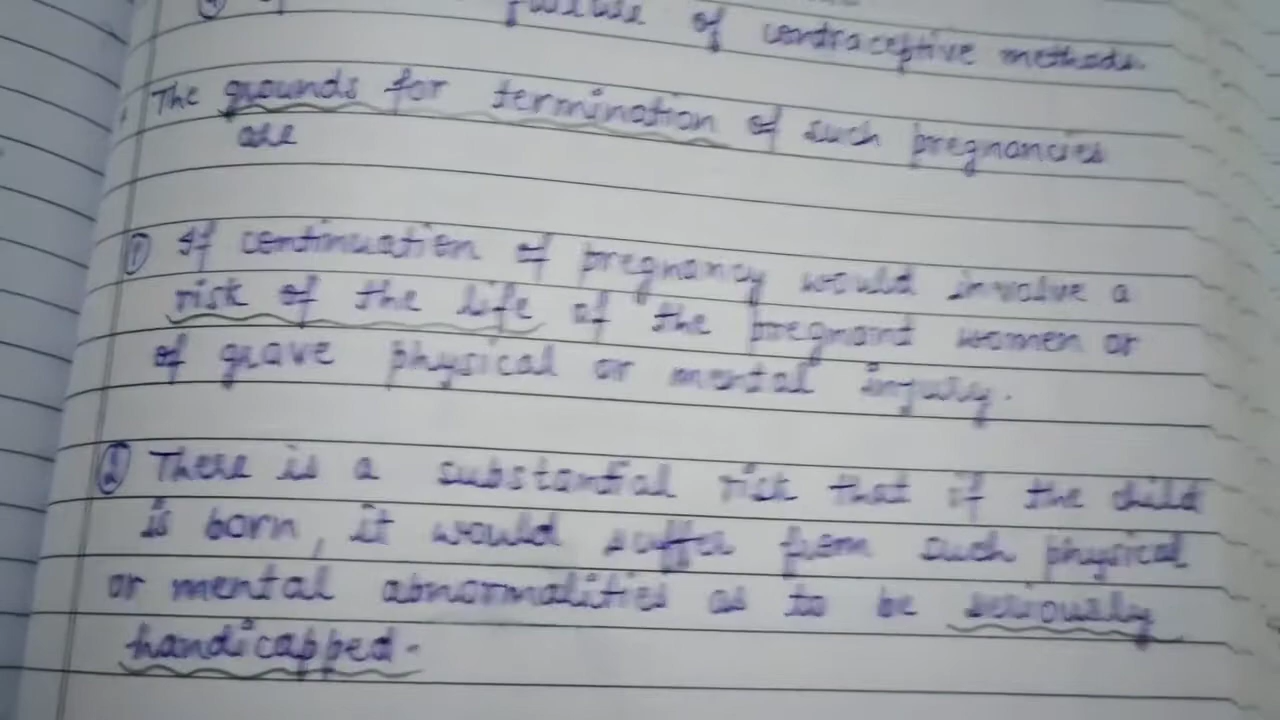 failure of contraceptive methods.
The grounds for termination of such pregnancies
are
① If continuation of pregnancy would involve a
risk of the life of the pregnant women or
of grave physical or mental injury.
② There is a substantial risk that if the child
is born, it would suffer from such physical
or mental abnormalities as to be seriously
handicapped.